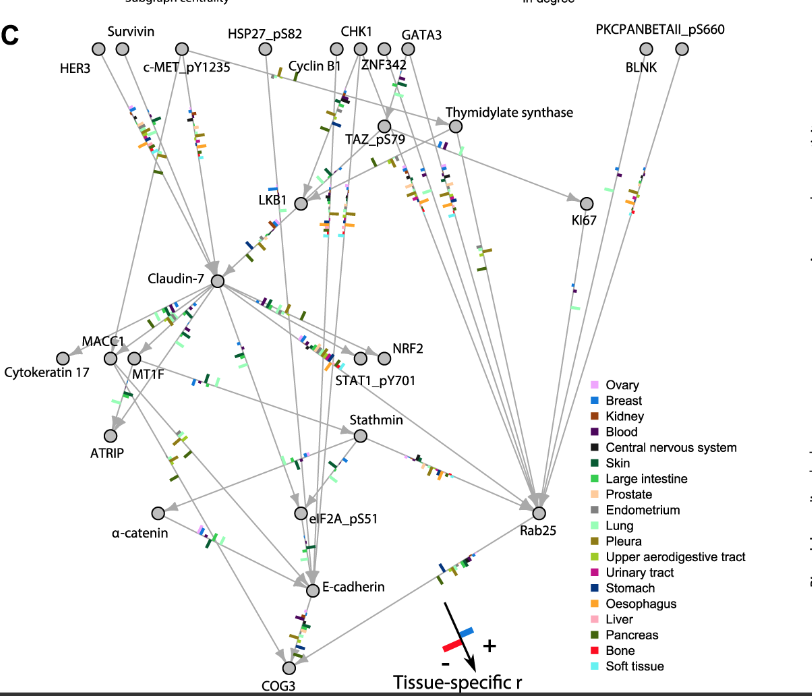 Subgraph centrality
in degree
C
Survivin
HSP27_pS82
CHK1
GATA3
PKCPANBETAII_pS660
HER3
c-MET_pY1235
Cyclin B1
ZNF342
BLNK
Thymidylate synthase
TAZ_pS79
LKB1
KI67
Claudin-7
MACC1
NRF2
Cytokeratin 17
MT1F
STAT1_pY701
Ovary
Breast
Kidney
Blood
Central nervous system
Skin
Large intestine
Prostate
Endometrium
Lung
Pleura
Upper aerodigestive tract
Urinary tract
Stomach
Oesophagus
Liver
Pancreas
Bone
Soft tissue
Stathmin
ATRIP
α-catenin
eIF2A_pS51
Rab25
E-cadherin
COG3
+
-
Tissue-specific r